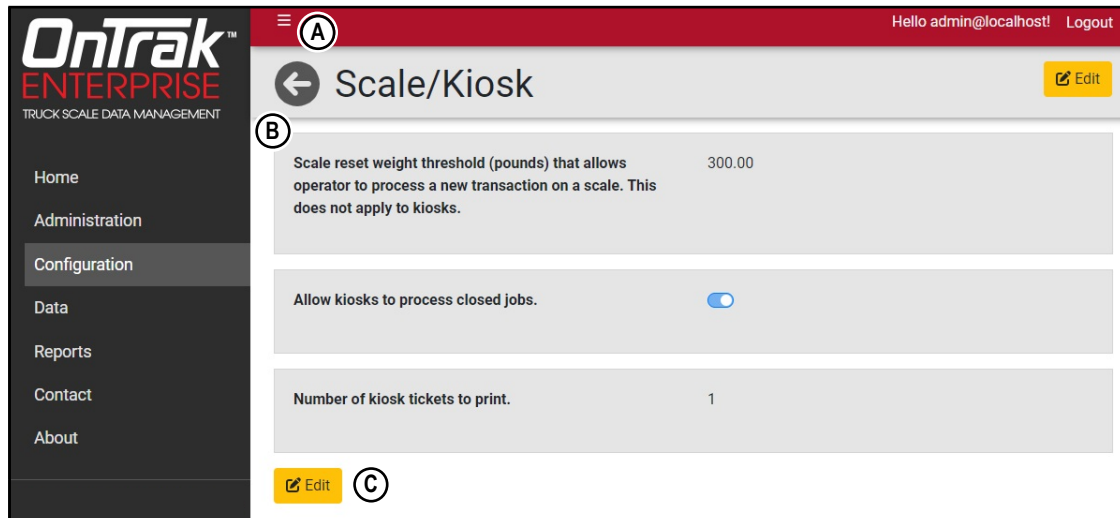 OnTrak™
ENTERPRISE
TRUCK SCALE DATA MANAGEMENT
Home
Administration
Configuration
Data
Reports
Contact
About
A
Hello admin@localhost! Logout
Scale/Kiosk
Edit
B
Scale reset weight threshold (pounds) that allows
operator to process a new transaction on a scale. This
does not apply to kiosks.
300.00
Allow kiosks to process closed jobs.
Number of kiosk tickets to print.
1
Edit
C